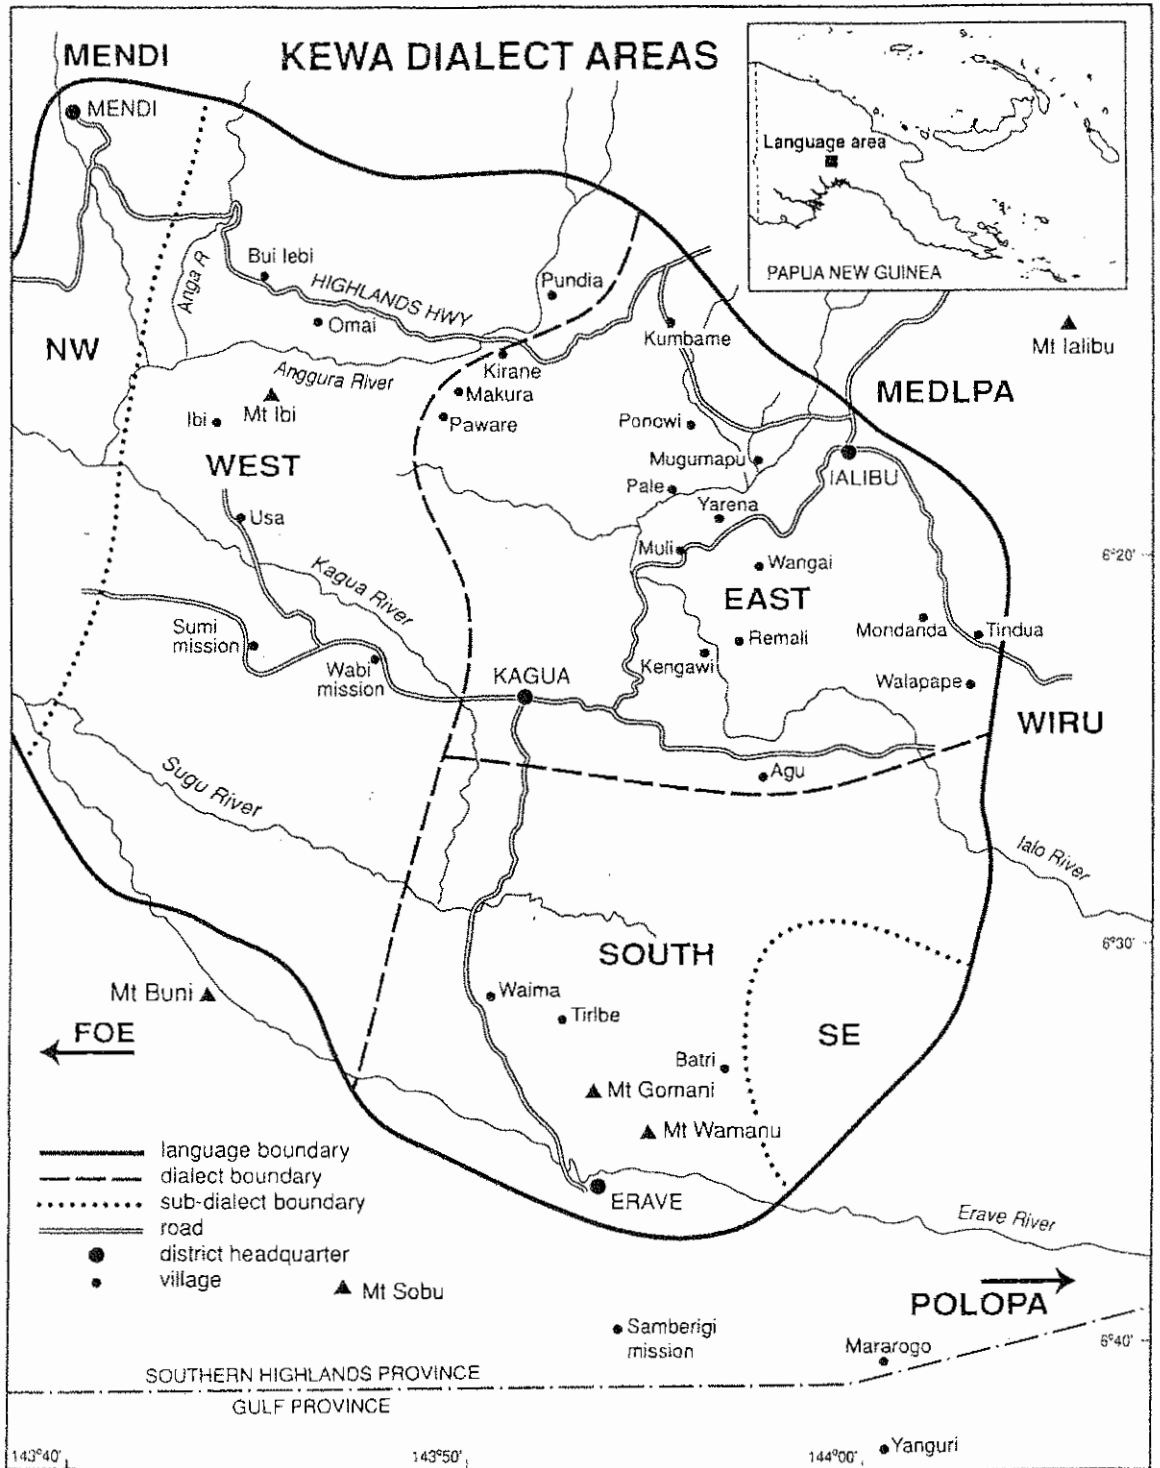 MENDI
KEWA DIALECT AREAS
MENDI
Language area
PAPUA NEW GUINEA
Anga R
Bui Iebi
HIGHLANDS HWY
Pundia
Omai
Kumbame
Mt Ialibu
NW
Kirane
Anggura River
Makura
MEDLPA
Ibi
Mt Ibi
Paware
Ponowi
WEST
Mugumapu
IALIBU
Pale
Yarena
Usa
Muli
Wangai
6°20'
Kagua River
EAST
Sumi
mission
Remali
Mondanda
Tindua
Wabi
mission
Kengawi
KAGUA
Walapape
WIRU
Agu
Sugu River
Ialo River
SOUTH
6°30'
Mt Buni
Waima
Tirlbe
FOE
SE
Batri
Mt Gomani
Mt Wamanu
language boundary
dialect boundary
sub-dialect boundary
road
district headquarter
village
ERAVE
Erave River
Mt Sobu
POLOPA
Samberigi
mission
Mararogo
6°40'
SOUTHERN HIGHLANDS PROVINCE
GULF PROVINCE
Yanguri
143°40'
143°50'
144°00'